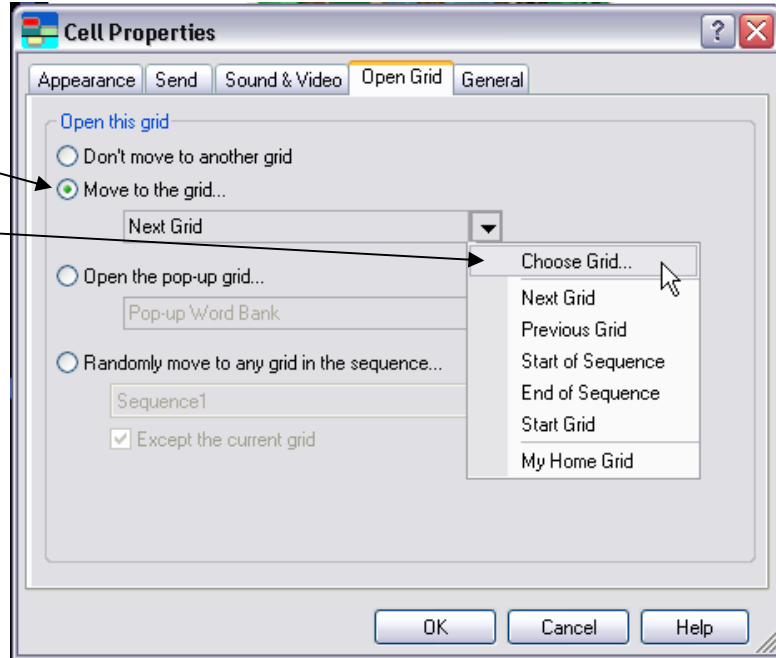 Cell Properties
Appearance Send Sound & Video Open Grid General
Open this grid
Don't move to another grid
Move to the grid...
Next Grid
Choose Grid...
Open the pop-up grid...
Next Grid
Pop-up Word Bank
Previous Grid
Randomly move to any grid in the sequence...
Start of Sequence
Sequence1
End of Sequence
Except the current grid
Start Grid
My Home Grid
OK Cancel Help